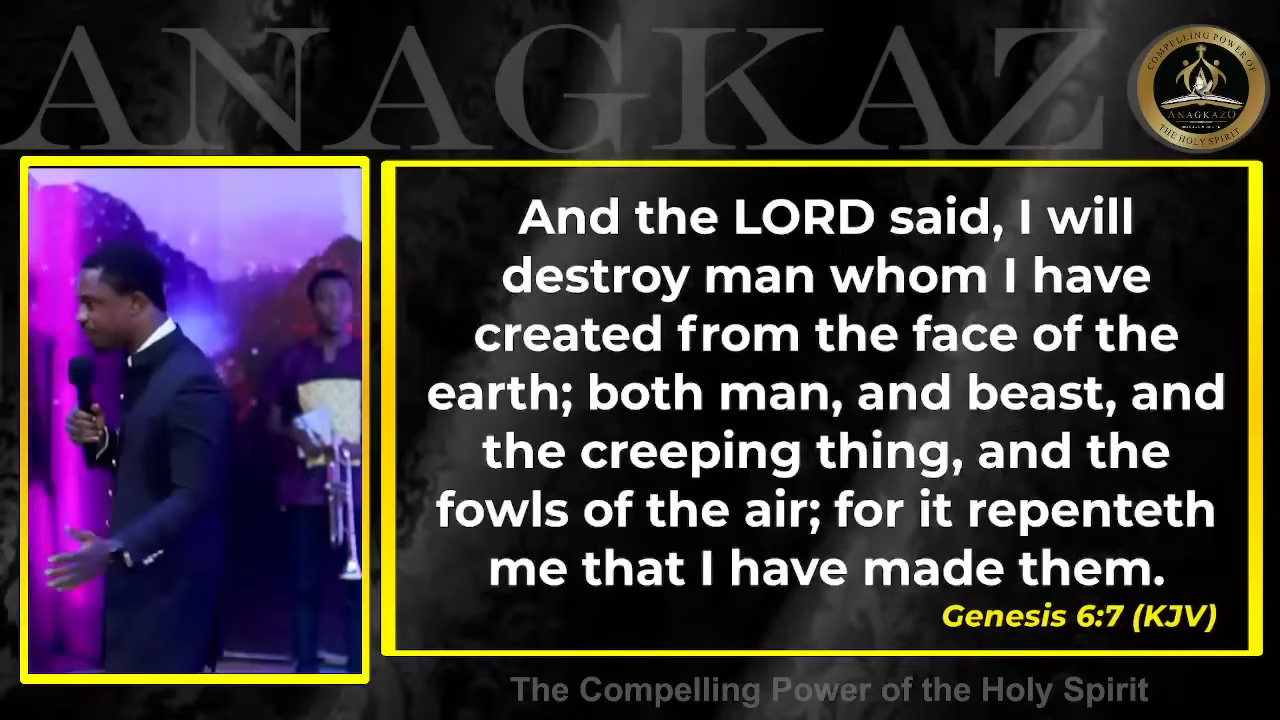 ANAGKAZ
COMPELLING POWER OF
ANAGKAZO
THE HOLY SPIRIT
And the LORD said, I will
destroy man whom I have
created from the face of the
earth; both man, and beast, and
the creeping thing, and the
fowls of the air; for it repenteth
me that I have made them.
Genesis 6:7 (KJV)
The Compelling Power of the Holy Spirit